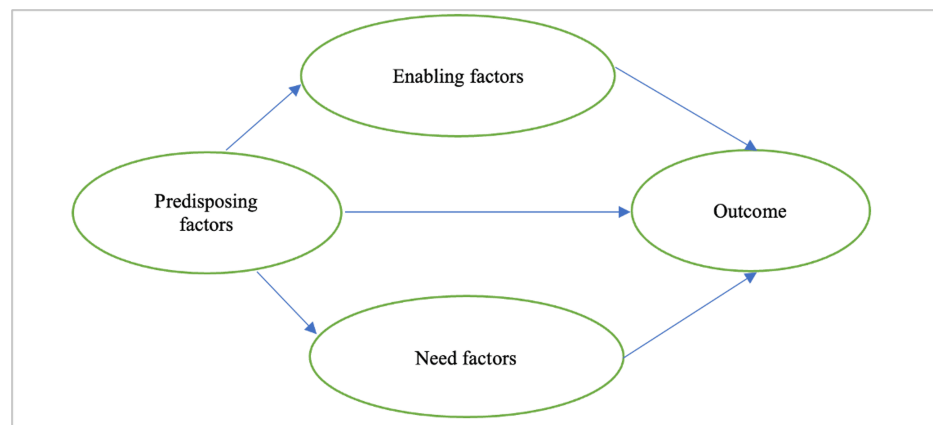 Enabling factors
Predisposing
factors
Outcome
Need factors